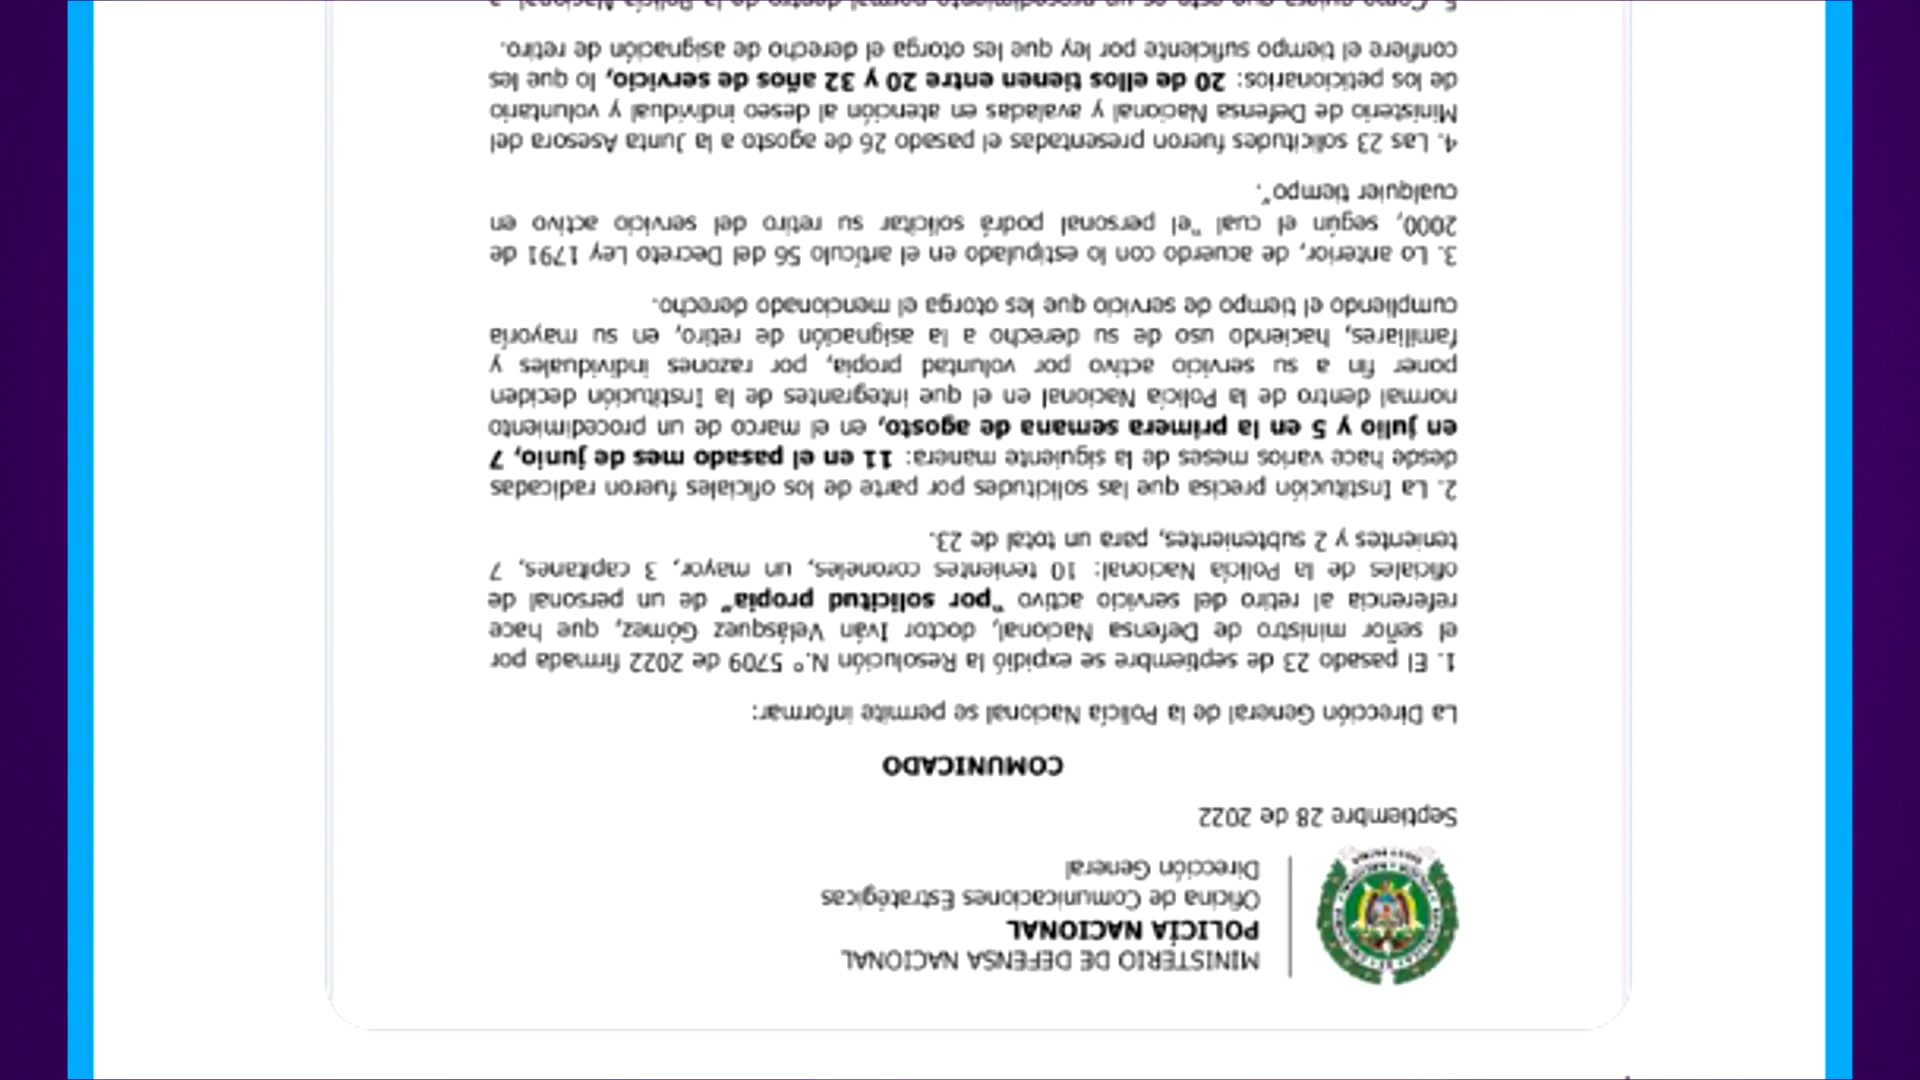 MINISTERIO DE DEFENSA NACIONAL
POLICÍA NACIONAL
Oficina de Comunicaciones Estratégicas
Dirección General
Septiembre 28 de 2022
COMUNICADO
La Dirección General de la Policía Nacional se permite informar:
1. El pasado 23 de septiembre se expidió la Resolución N.° 5709 de 2022 firmada por
el señor ministro de Defensa Nacional, doctor Iván Velásquez Gómez, que hace
referencia al retiro del servicio activo "por solicitud propia" de un personal de
oficiales de la Policía Nacional: 10 tenientes coroneles, un mayor, 3 capitanes, 7
tenientes y 2 subtenientes, para un total de 23.
2. La Institución precisa que las solicitudes por parte de los oficiales fueron radicadas
desde hace varios meses de la siguiente manera: 11 en el pasado mes de junio, 7
en julio y 5 en la primera semana de agosto, en el marco de un procedimiento
normal dentro de la Policía Nacional en el que integrantes de la Institución deciden
poner fin a su servicio activo por voluntad propia, por razones individuales y
familiares, haciendo uso de su derecho a la asignación de retiro, en su mayoría
cumpliendo el tiempo de servicio que les otorga el mencionado derecho.
3. Lo anterior, de acuerdo con lo estipulado en el artículo 56 del Decreto Ley 1791 de
2000, según el cual "el personal podrá solicitar su retiro del servicio activo en
cualquier tiempo".
4. Las 23 solicitudes fueron presentadas el pasado 26 de agosto a la Junta Asesora del
Ministerio de Defensa Nacional y avaladas en atención al deseo individual y voluntario
de los peticionarios: 20 de ellos tienen entre 20 y 32 años de servicio, lo que les
confiere el tiempo suficiente por ley que les otorga el derecho de asignación de retiro.
5. Como quiera que este es un procedimiento normal dentro de la Policía Nacional, a